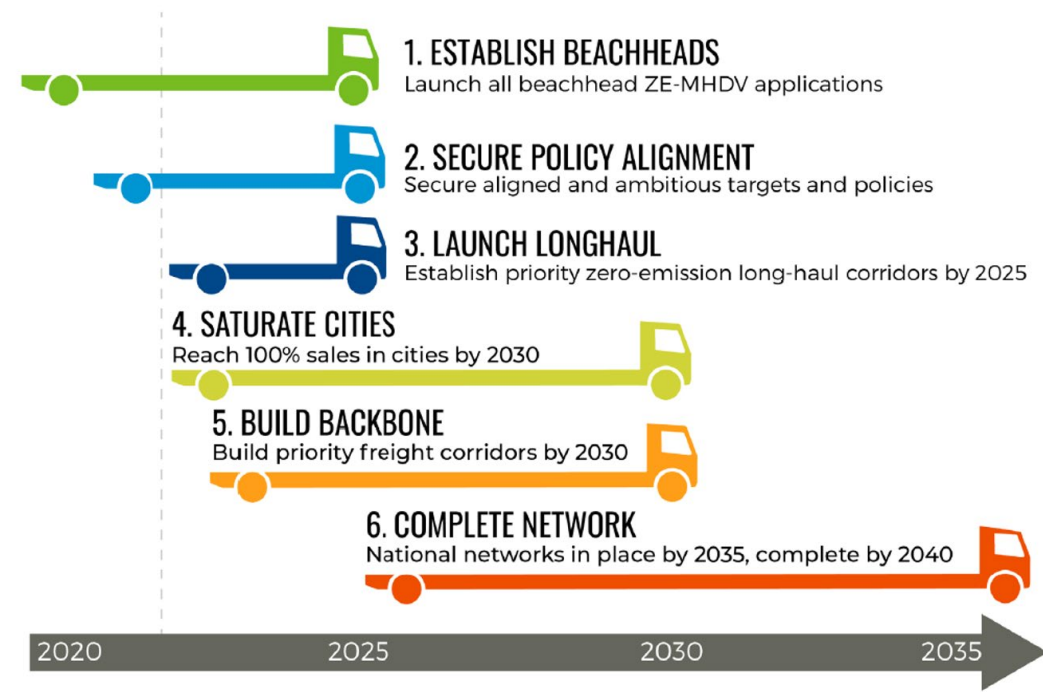 1. ESTABLISH BEACHHEADS
Launch all beachhead ZE-MHDV applications
2. SECURE POLICY ALIGNMENT
Secure aligned and ambitious targets and policies
3. LAUNCH LONGHAUL
Establish priority zero-emission long-haul corridors by 2025
4. SATURATE CITIES
Reach 100% sales in cities by 2030
5. BUILD BACKBONE
Build priority freight corridors by 2030
6. COMPLETE NETWORK
National networks in place by 2035, complete by 2040
2020 2025 2030 2035